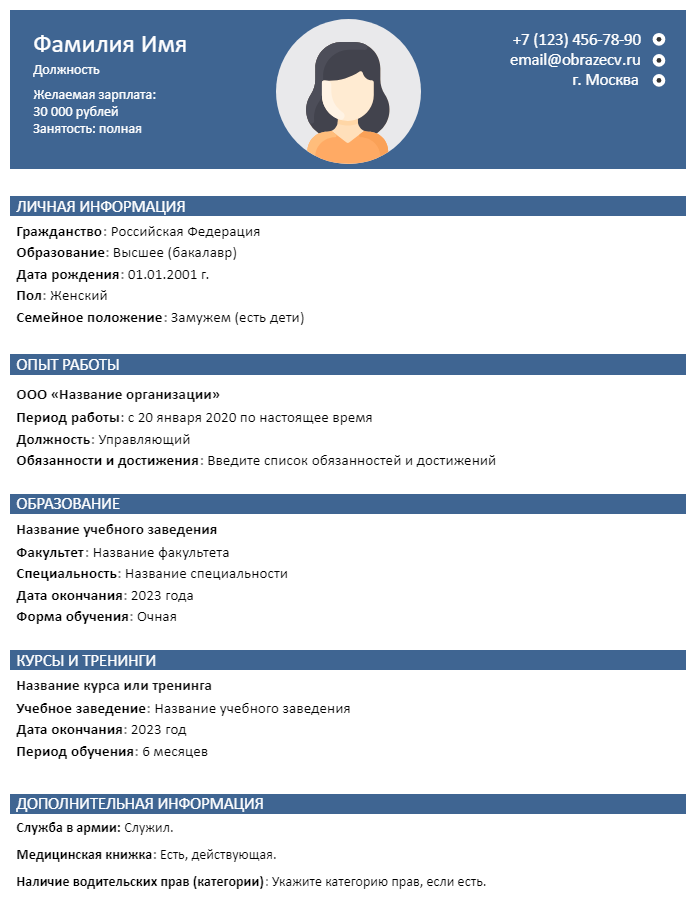 Фамилия Имя
Должность
Желаемая зарплата:
30 000 рублей
Занятость: полная
+7 (123) 456-78-90
email@obrazecv.ru
г. Москва
ЛИЧНАЯ ИНФОРМАЦИЯ
Гражданство: Российская Федерация
Образование: Высшее (бакалавр)
Дата рождения: 01.01.2001 г.
Пол: Женский
Семейное положение: Замужем (есть дети)
ОПЫТ РАБОТЫ
ООО «Название организации»
Период работы: с 20 января 2020 по настоящее время
Должность: Управляющий
Обязанности и достижения: Введите список обязанностей и достижений
ОБРАЗОВАНИЕ
Название учебного заведения
Факультет: Название факультета
Специальность: Название специальности
Дата окончания: 2023 года
Форма обучения: Очная
КУРСЫ И ТРЕНИНГИ
Название курса или тренинга
Учебное заведение: Название учебного заведения
Дата окончания: 2023 год
Период обучения: 6 месяцев
ДОПОЛНИТЕЛЬНАЯ ИНФОРМАЦИЯ
Служба в армии: Служил.
Медицинская книжка: Есть, действующая.
Наличие водительских прав (категории): Укажите категорию прав, если есть.